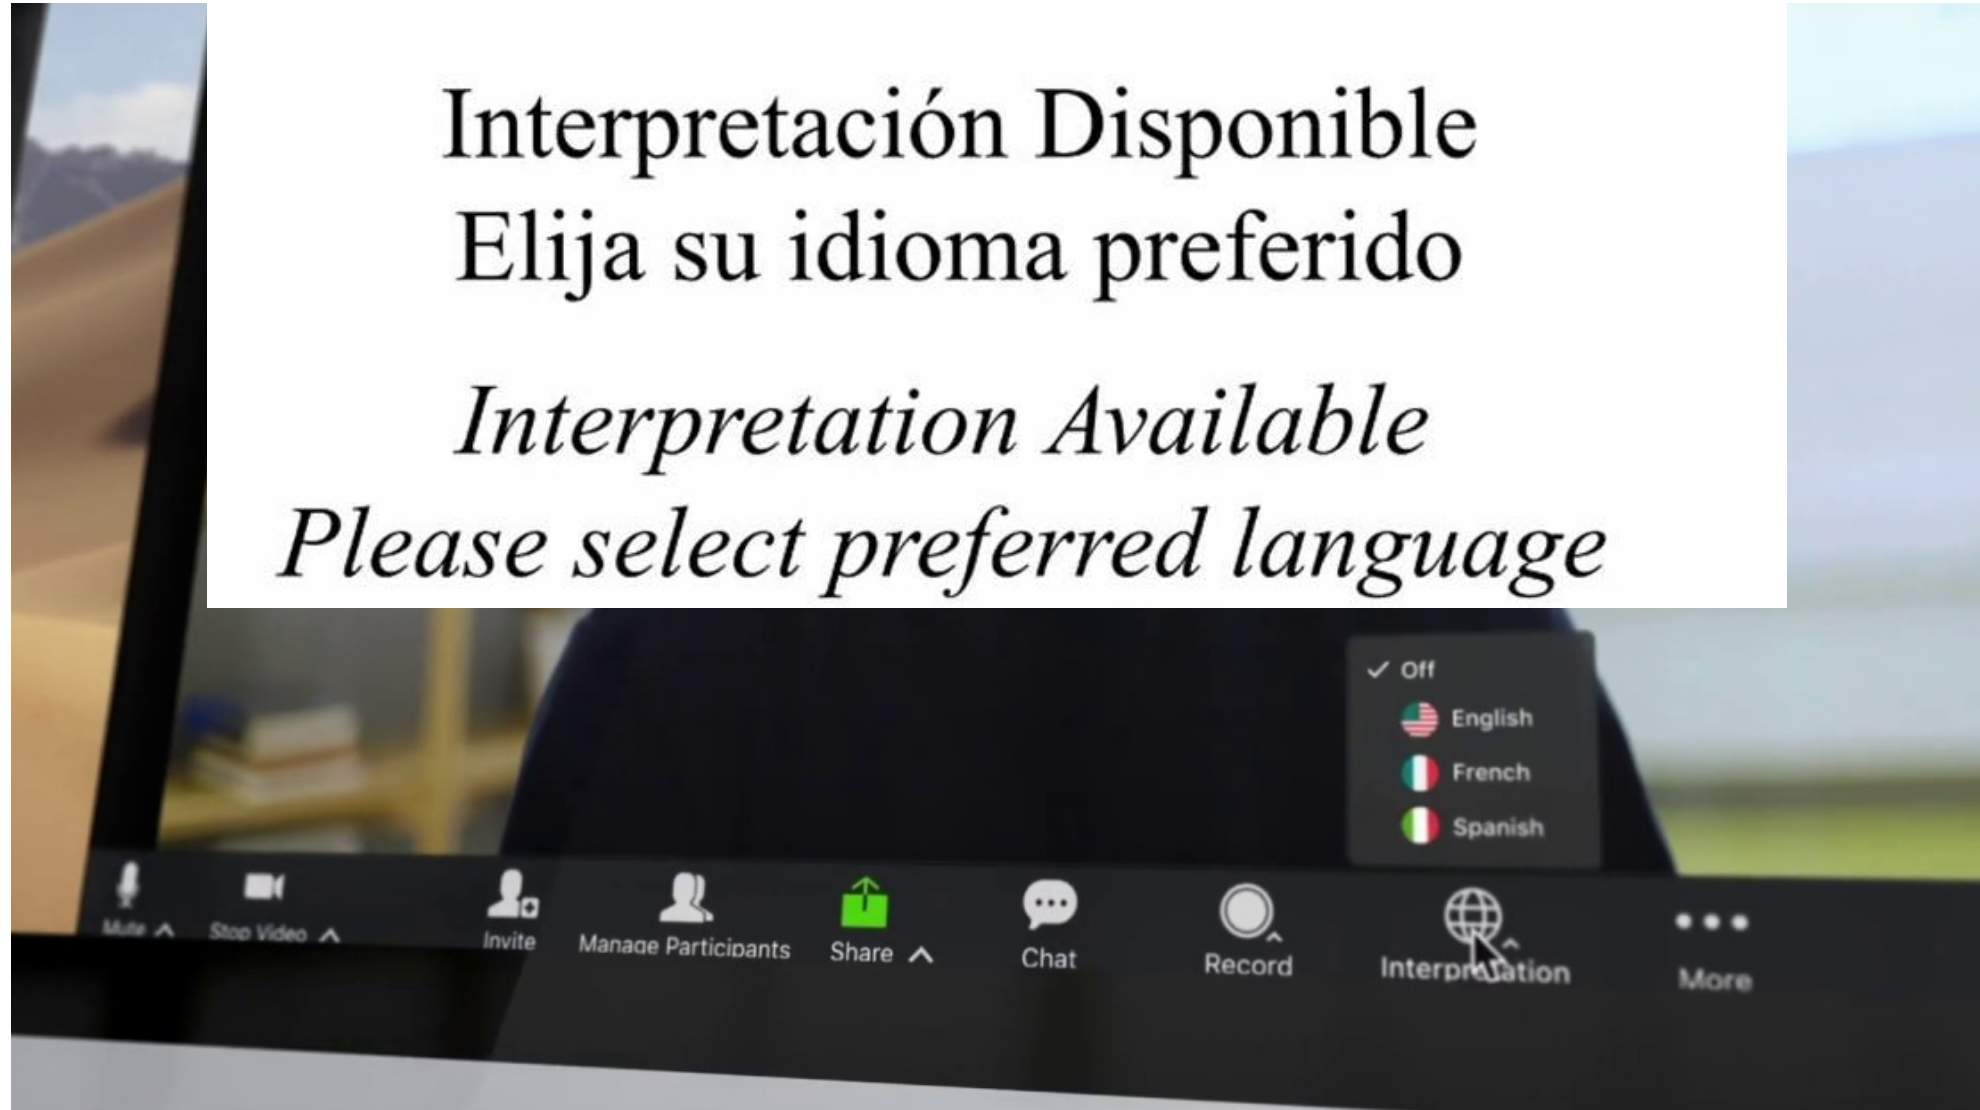 Interpretación Disponible
Elija su idioma preferido
Interpretation Available
Please select preferred language
Off
English
French
Spanish
Mute
Stop Video
Invite
Manage Participants
Share
Chat
Record
Interpretation
More